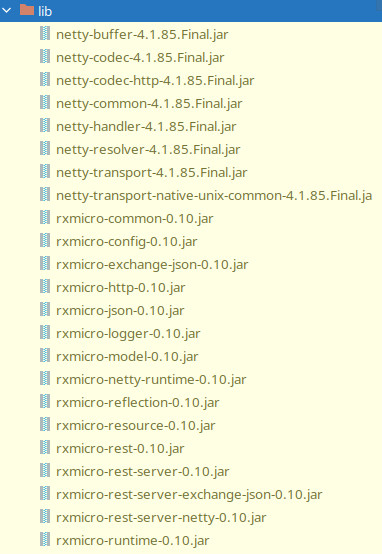 lib
netty-buffer-4.1.85.Final.jar
netty-codec-4.1.85.Final.jar
netty-codec-http-4.1.85.Final.jar
netty-common-4.1.85.Final.jar
netty-handler-4.1.85.Final.jar
netty-resolver-4.1.85.Final.jar
netty-transport-4.1.85.Final.jar
netty-transport-native-unix-common-4.1.85.Final.ja
rxmicro-common-0.10.jar
rxmicro-config-0.10.jar
rxmicro-exchange-json-0.10.jar
rxmicro-http-0.10.jar
rxmicro-json-0.10.jar
rxmicro-logger-0.10.jar
rxmicro-model-0.10.jar
rxmicro-netty-runtime-0.10.jar
rxmicro-reflection-0.10.jar
rxmicro-resource-0.10.jar
rxmicro-rest-0.10.jar
rxmicro-rest-server-0.10.jar
rxmicro-rest-server-exchange-json-0.10.jar
rxmicro-rest-server-netty-0.10.jar
rxmicro-runtime-0.10.jar